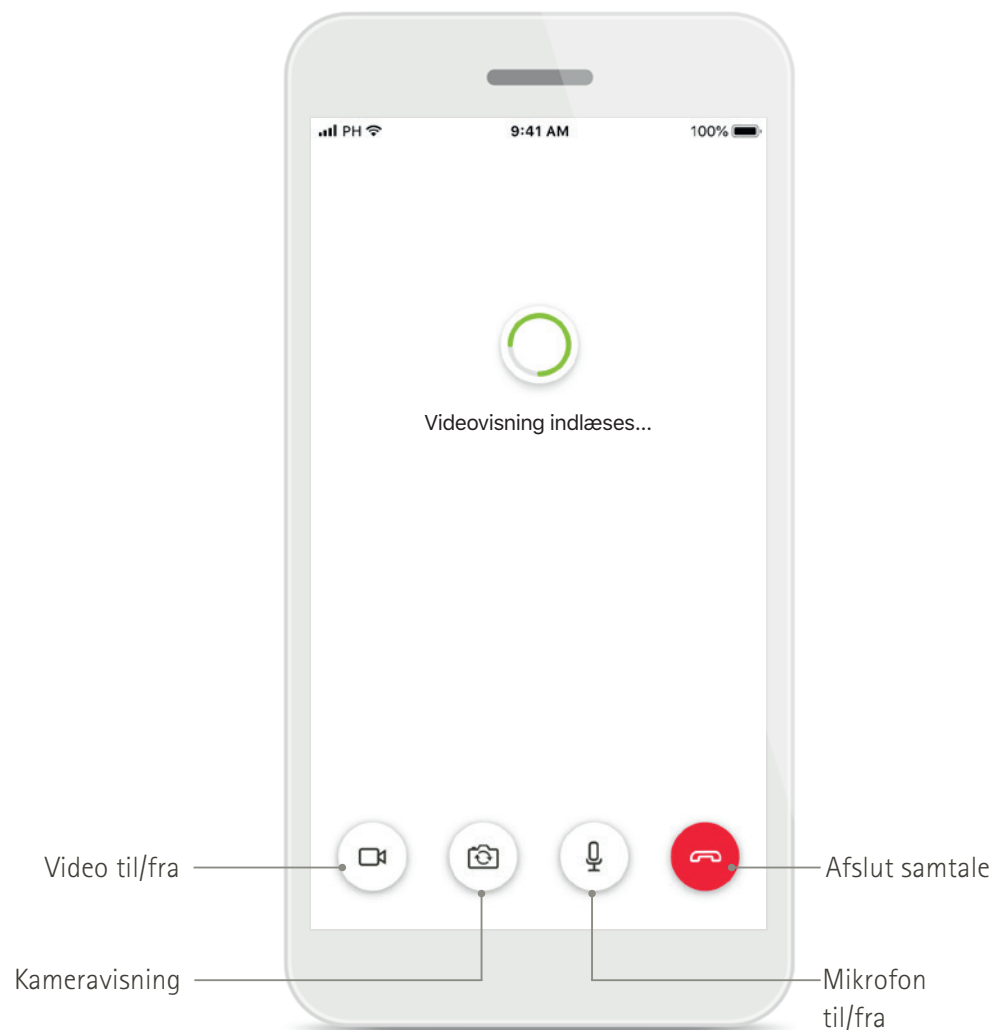 PH
9:41 AM
100%
Videovisning indlæses...
Video til/fra
Afslut samtale
Kameravisning
Mikrofon
til/fra